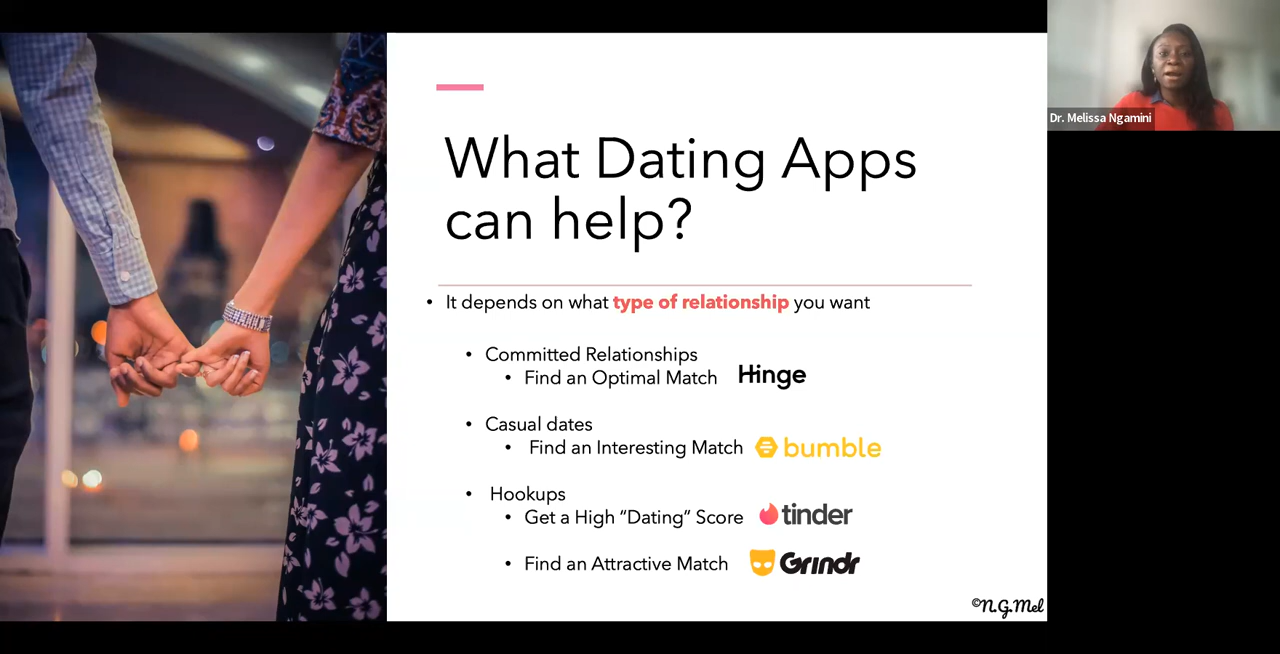 What Dating Apps
can help?
• It depends on what type of relationship you want
• Committed Relationships
• Find an Optimal Match Hinge
• Casual dates
• Find an Interesting Match bumble
• Hookups
• Get a High “Dating” Score tinder
• Find an Attractive Match Grindr
©N.G.Mel
Dr. Melissa Ngamini